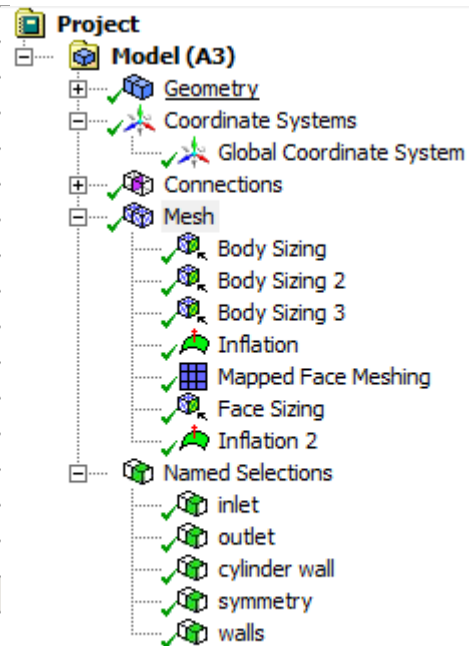 Project
Model (A3)
Geometry
Coordinate Systems
Global Coordinate System
Connections
Mesh
Body Sizing
Body Sizing 2
Body Sizing 3
Inflation
Mapped Face Meshing
Face Sizing
Inflation 2
Named Selections
inlet
outlet
cylinder wall
symmetry
walls